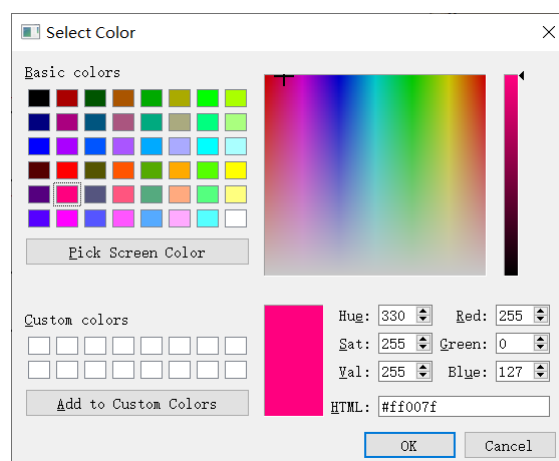 Select Color
Basic colors
Pick Screen Color
Custom colors
Add to Custom Colors
Hue: 330 Red: 255
Sat: 255 Green: 0
Val: 255 Blue: 127
HTML: #ff007f
OK Cancel